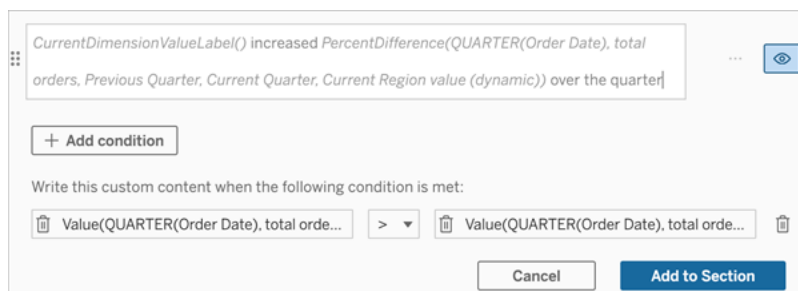 CurrentDimensionValueLabel() increased PercentDifference(QUARTER(Order Date), total
orders, Previous Quarter, Current Quarter, Current Region value (dynamic)) over the quarter
+ Add condition
Write this custom content when the following condition is met:
Value(QUARTER(Order Date), total orde... > Value(QUARTER(Order Date), total orde...
Cancel Add to Section